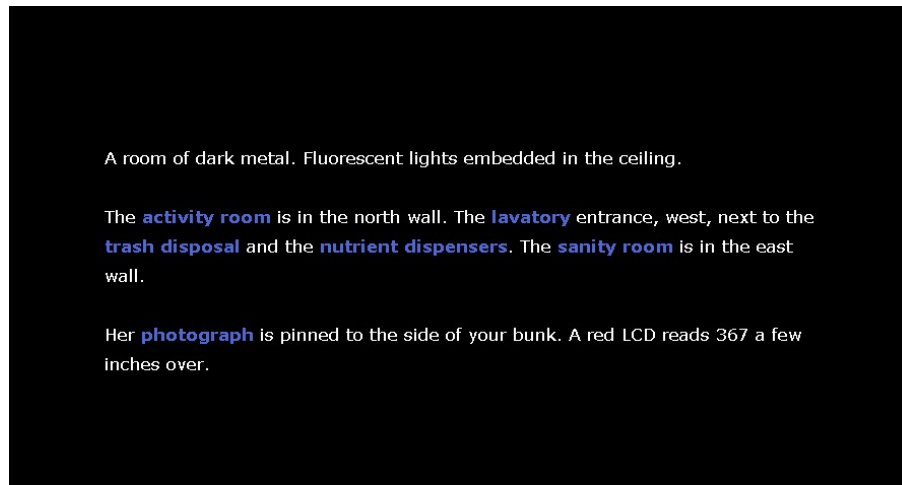 A room of dark metal. Fluorescent lights embedded in the ceiling.
The activity room is in the north wall. The lavatory entrance, west, next to the
trash disposal and the nutrient dispensers. The sanity room is in the east
wall.
Her photograph is pinned to the side of your bunk. A red LCD reads 367 a few
inches over.